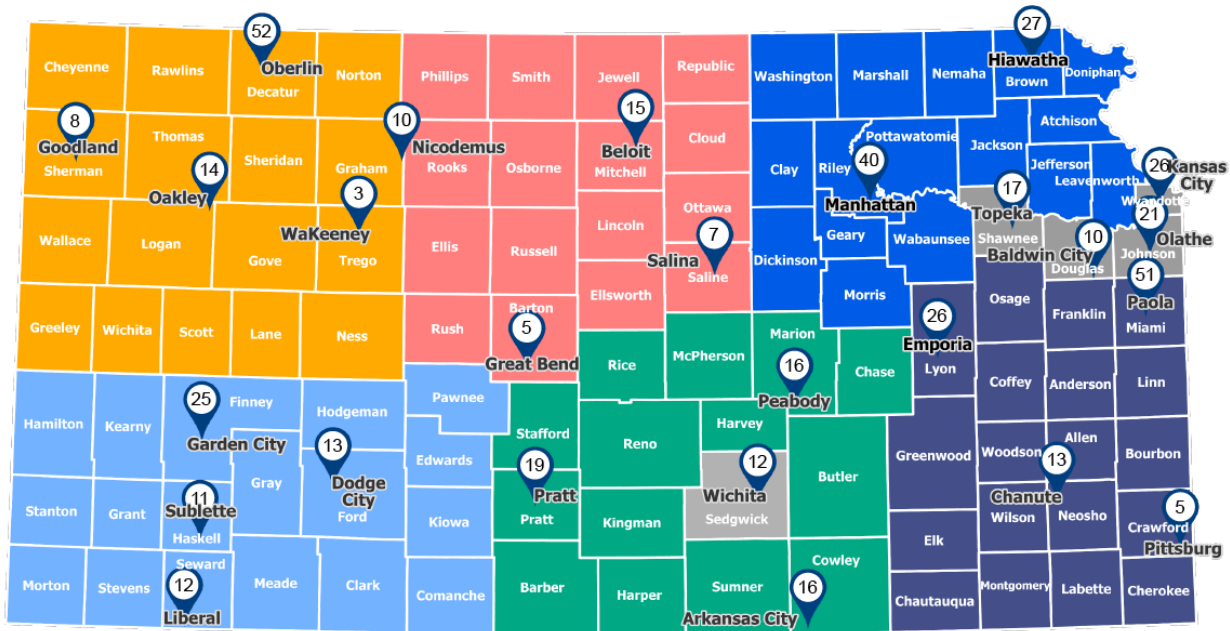 52
27
Oberlin
Hiawatha
Cheyenne
Rawlins
Decatur
Norton
Phillips
Smith
Jewell
Republic
Washington
Marshall
Nemaha
Brown
Doniphan
8
10
15
Goodland
Thomas
Nicodemus
Beloit
Cloud
Pottawatomie
Atchison
14
40
26
Kansas
City
Sherman
Oakley
Sheridan
Graham
Rooks
Osborne
Mitchell
Clay
Riley
Jackson
Jefferson
Leavenworth
3
17
Manhattan
Wyandotte
Topeka
21
Wallace
Logan
WaKeeney
Gove
Trego
Ellis
Russell
Lincoln
Ottawa
7
Salina
Saline
Geary
Wabaunsee
Shawnee
10
Baldwin City
Olathe
Johnson
Dickinson
Douglas
51
Ellsworth
Morris
Osage
Franklin
Paola
Miami
Greeley
Wichita
Scott
Lane
Ness
Rush
Barton
5
Great Bend
26
Emporia
Lyon
Rice
McPherson
Marion
16
Peabody
Chase
Coffey
Anderson
Linn
25
Finney
Hodgeman
Pawnee
Hamilton
Kearny
Garden City
13
Dodge
City
Stafford
Reno
Harvey
Greenwood
Woodson
Allen
Bourbon
Edwards
19
Pratt
12
Wichita
Butler
13
Chanute
Gray
Ford
11
Sublette
Haskell
Stanton
Grant
Kiowa
Pratt
Kingman
Sedgwick
Wilson
Neosho
5
Crawford
Pittsburg
Elk
Seward
Morton
Stevens
12
Liberal
Meade
Clark
Comanche
Barber
Harper
Sumner
Cowley
16
Arkansas City
Chautauqua
Montgomery
Labette
Cherokee